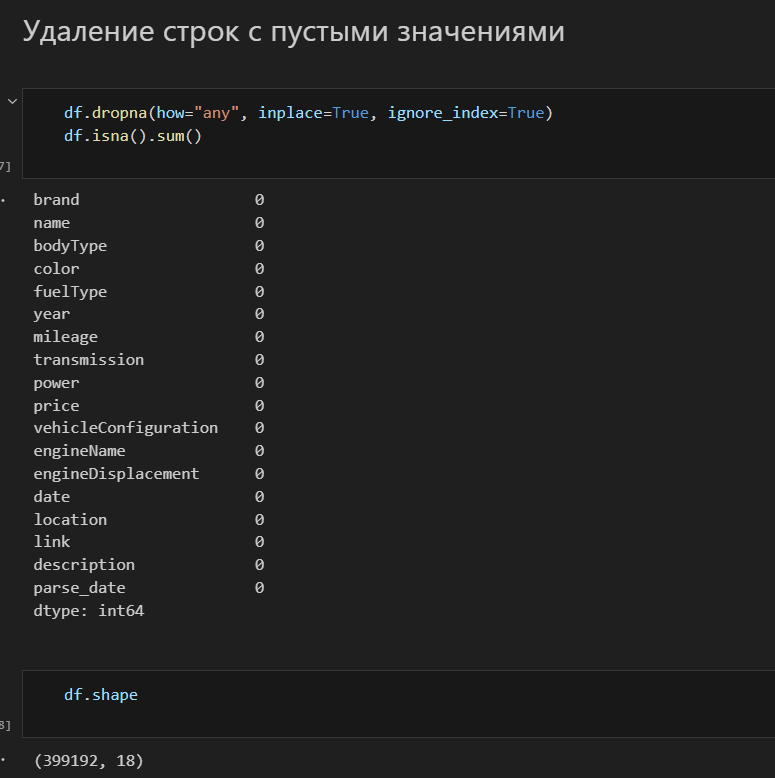 Удаление строк с пустыми значениями
df.dropna(how="any", inplace=True, ignore_index=True)
df.isna().sum()
7]
brand 0
name 0
bodyType 0
color 0
fuelType 0
year 0
mileage 0
transmission 0
power 0
price 0
vehicleConfiguration 0
engineName 0
engineDisplacement 0
date 0
location 0
link 0
description 0
parse_date 0
dtype: int64
df.shape
8]
(399192, 18)